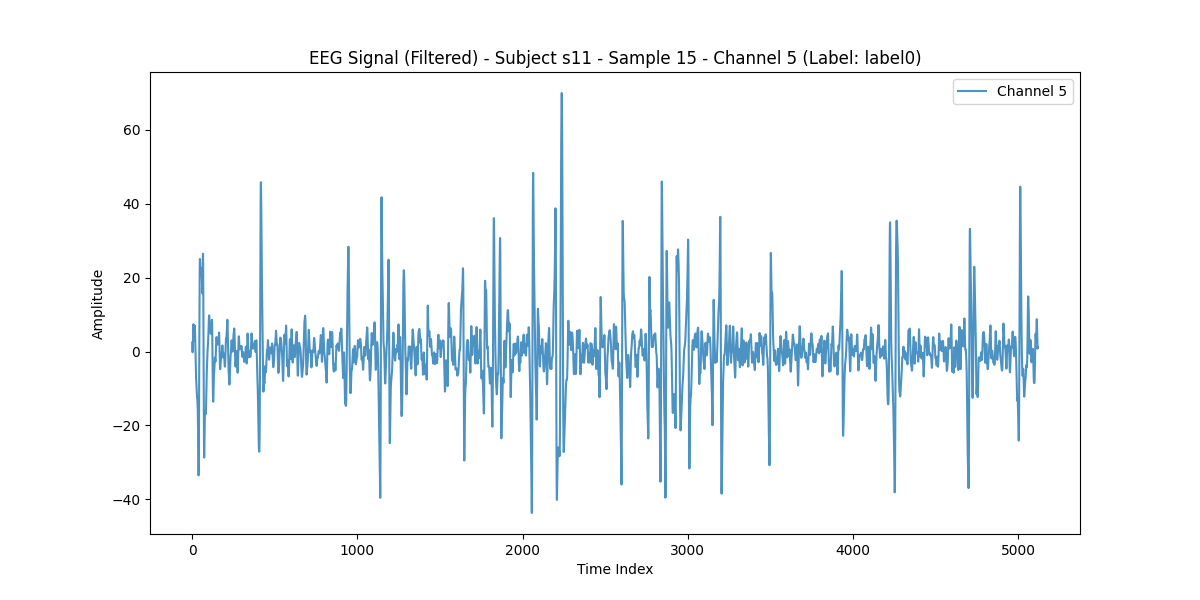 EEG Signal (Filtered) - Subject s11 - Sample 15 - Channel 5 (Label: label0)
Channel 5
60
40
20
0
−20
−40
Amplitude
0 1000 2000 3000 4000 5000
Time Index